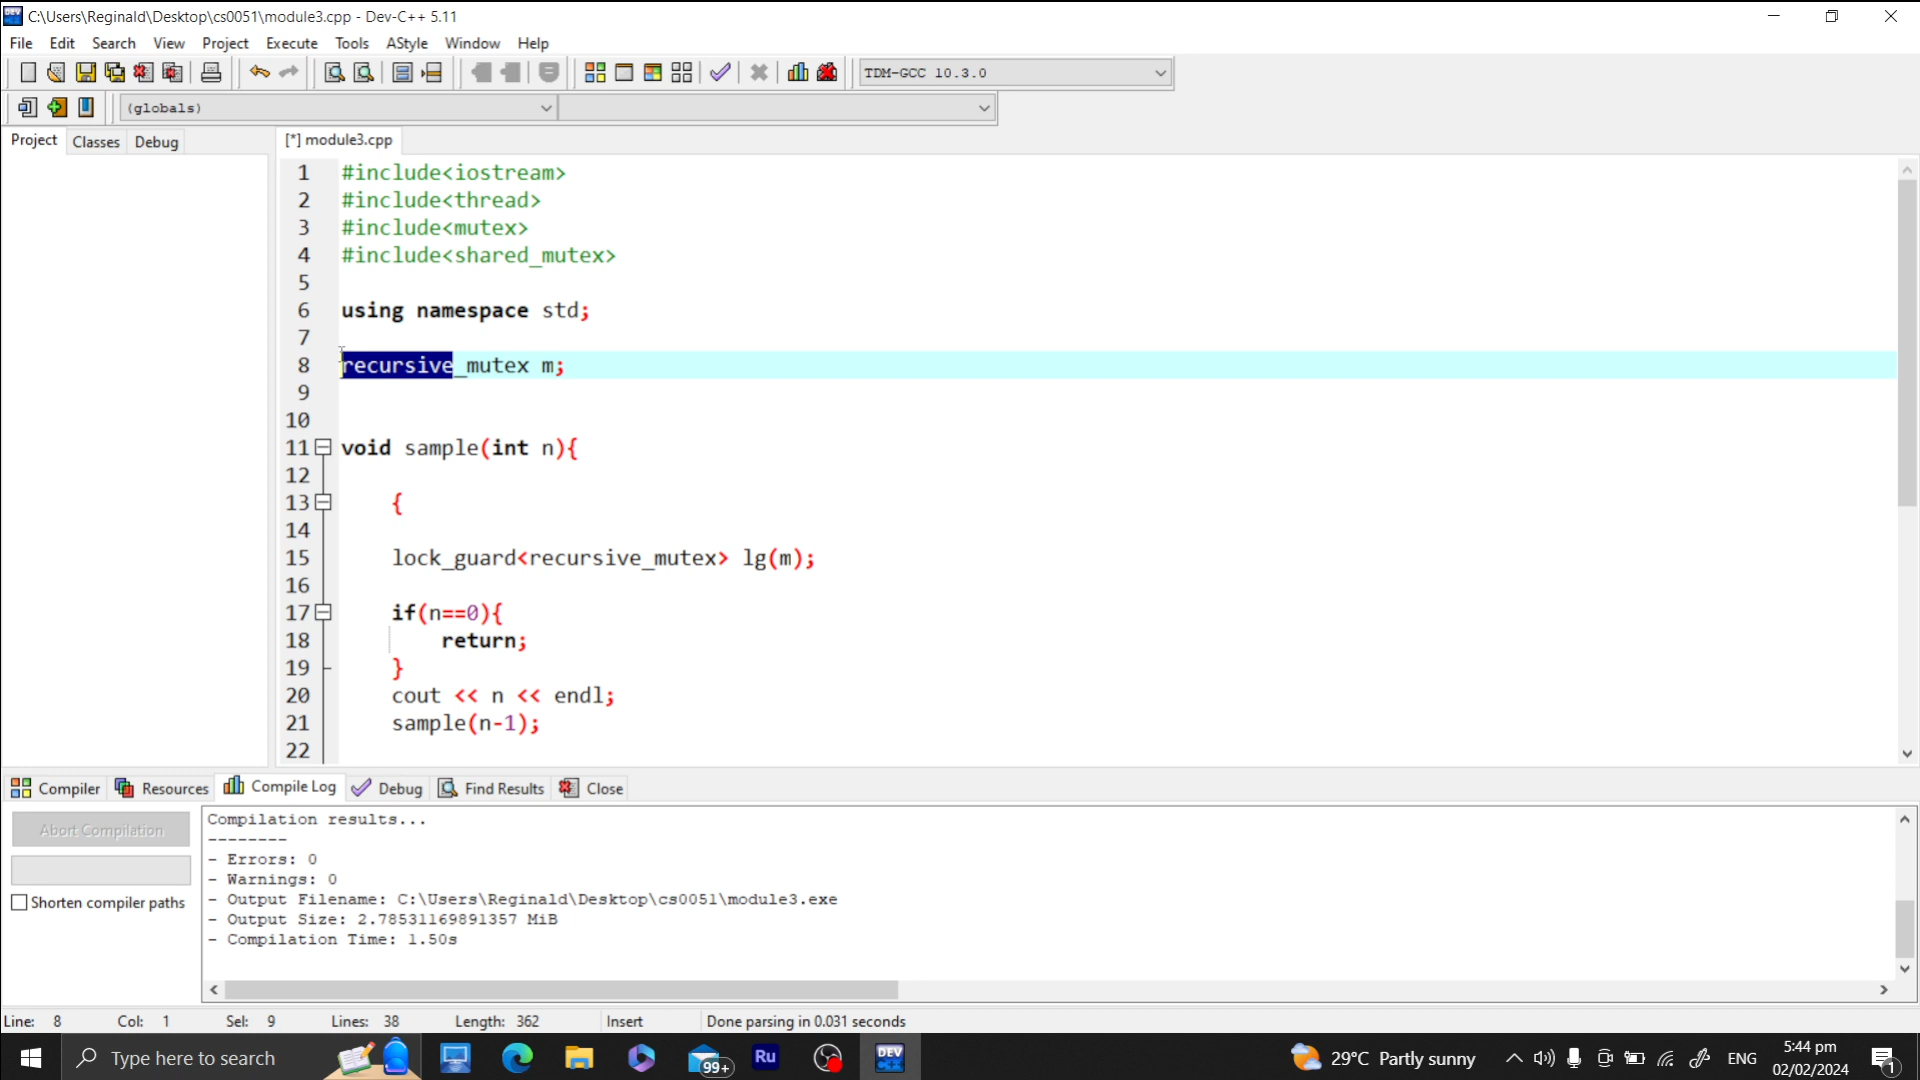 C:\Users\Reginald\Desktop\cs0051\module3.cpp - Dev-C++ 5.11
File Edit Search View Project Execute Tools AStyle Window Help
TDM-GCC 10.3.0
(globals)
Project Classes Debug
[*] module3.cpp
1 #include<iostream>
2 #include<thread>
3 #include<mutex>
4 #include<shared_mutex>
5
6 using namespace std;
7
8 recursive_mutex m;
9
10
11 void sample(int n){
12
13 {
14
15 lock_guard<recursive_mutex> lg(m);
16
17 if(n==0){
18 return;
19 }
20 cout << n << endl;
21 sample(n-1);
22
Compiler Resources Compile Log Debug Find Results Close
Abort Compilation
Shorten compiler paths
Compilation results...
--------
- Errors: 0
- Warnings: 0
- Output Filename: C:\Users\Reginald\Desktop\cs0051\module3.exe
- Output Size: 2.78531169891357 MiB
- Compilation Time: 1.50s
Line: 8 Col: 1 Sel: 9 Lines: 38 Length: 362 Insert Done parsing in 0.031 seconds
Type here to search
99+
Ru
DEV
29°C Partly sunny
ENG
5:44 pm
02/02/2024
1